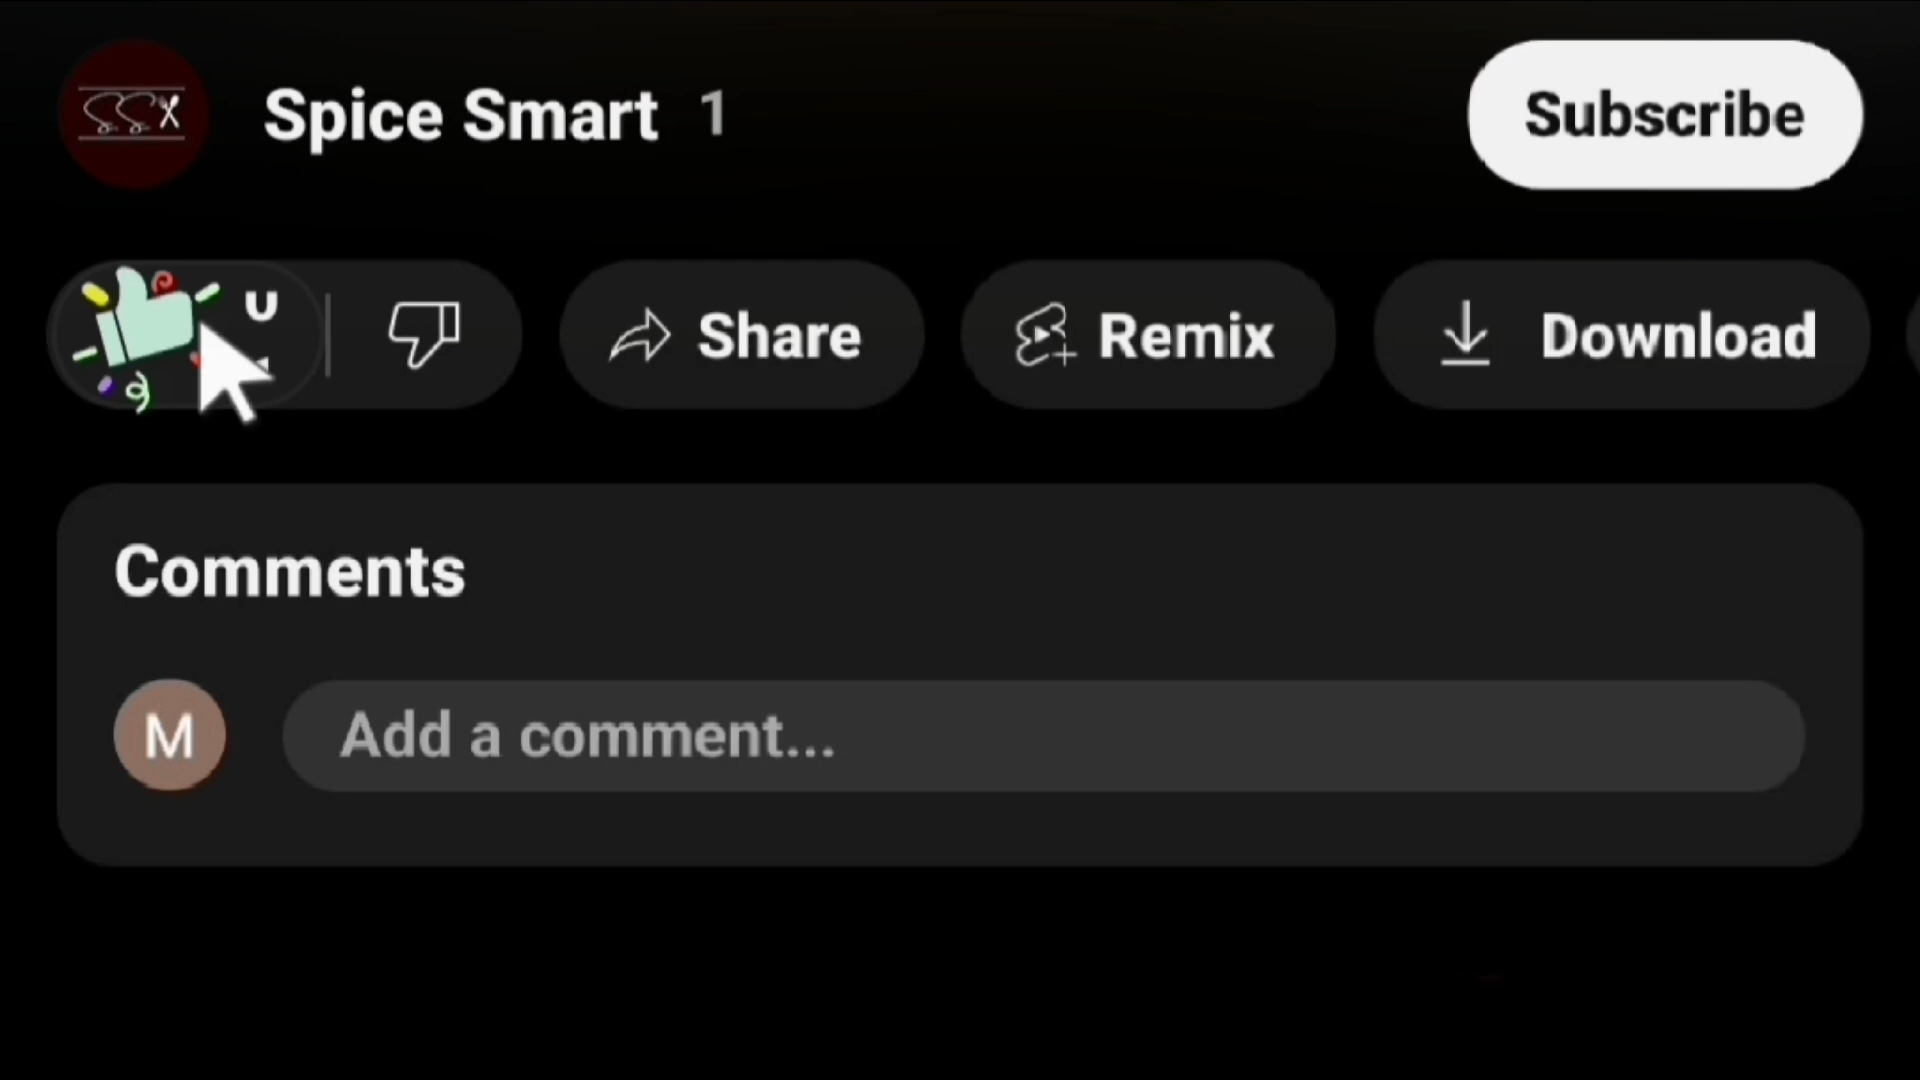 Spice Smart 1
Subscribe
Share
Remix
Download
Comments
M
Add a comment...